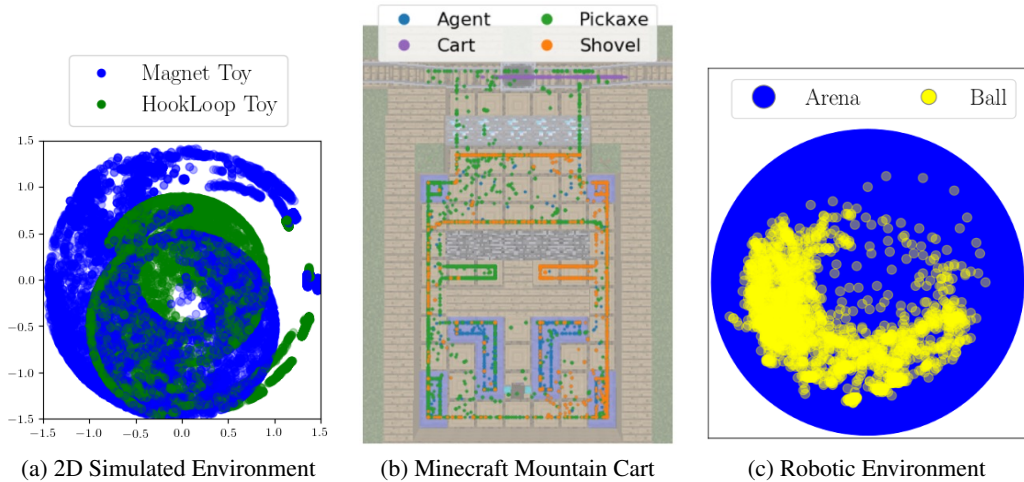 Magnet Toy
HookLoop Toy
1.5
1.0
0.5
0.0
−0.5
−1.0
−1.5
−1.5 −1.0 −0.5 0.0 0.5 1.0 1.5
(a) 2D Simulated Environment
Agent Pickaxe
Cart Shovel
(b) Minecraft Mountain Cart
Arena Ball
(c) Robotic Environment